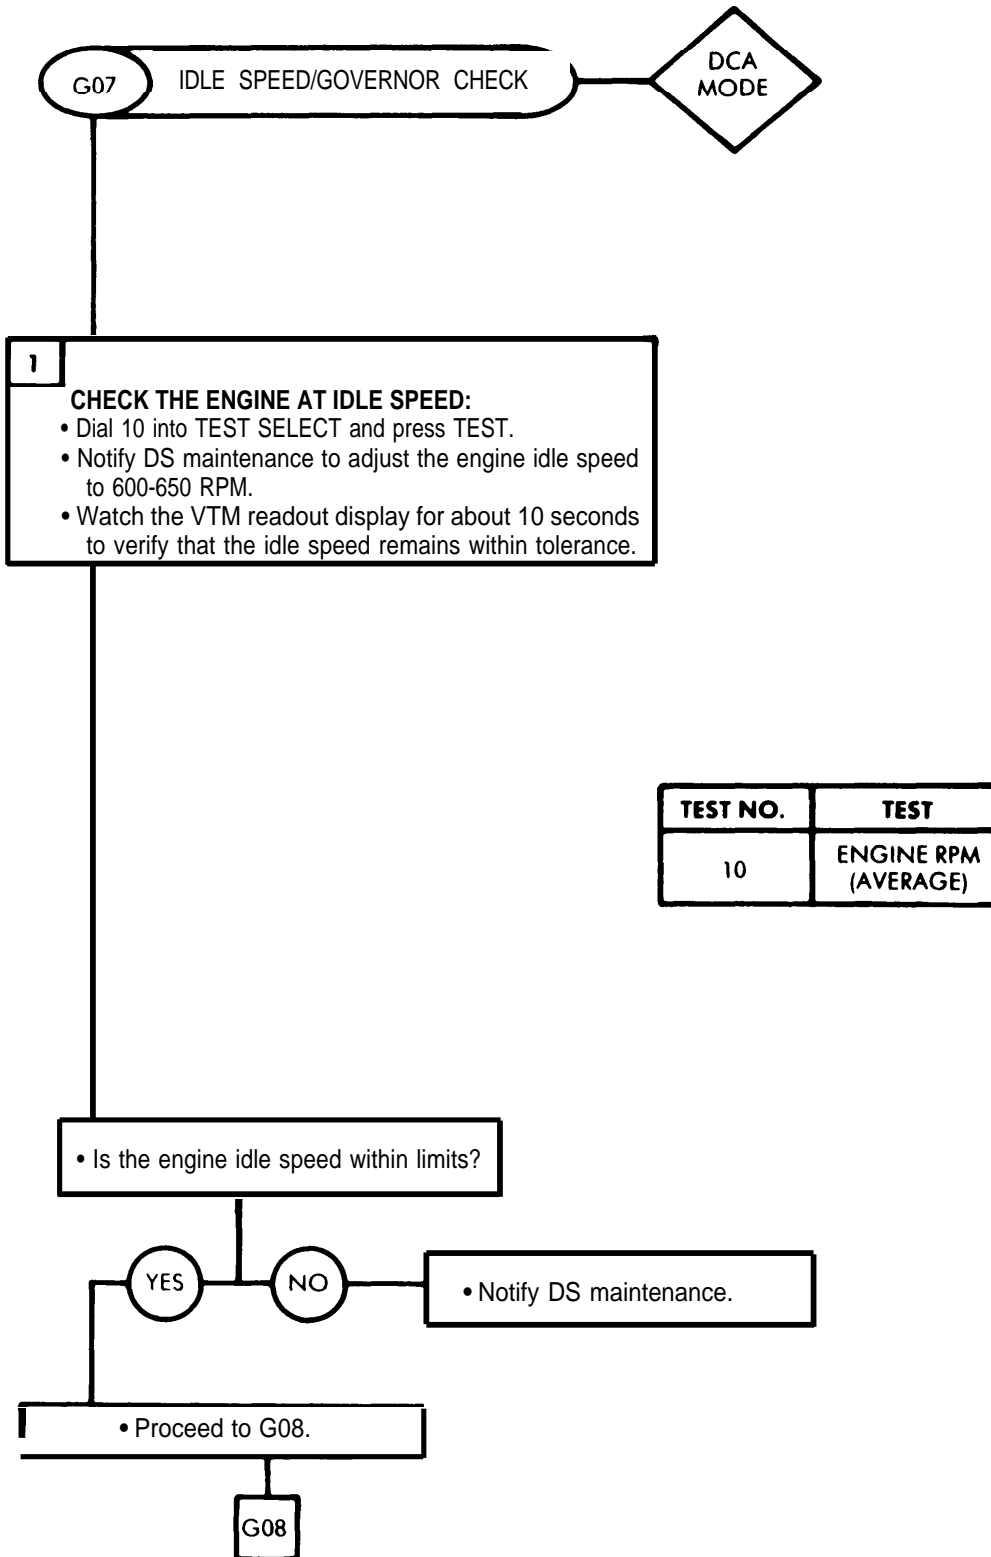 G07
IDLE SPEED/GOVERNOR CHECK
DCA
MODE
1
CHECK THE ENGINE AT IDLE SPEED:
• Dial 10 into TEST SELECT and press TEST.
• Notify DS maintenance to adjust the engine idle speed
to 600-650 RPM.
• Watch the VTM readout display for about 10 seconds
to verify that the idle speed remains within tolerance.
TEST NO. TEST
10 ENGINE RPM
(AVERAGE)
• Is the engine idle speed within limits?
YES NO
• Notify DS maintenance.
• Proceed to G08.
G08